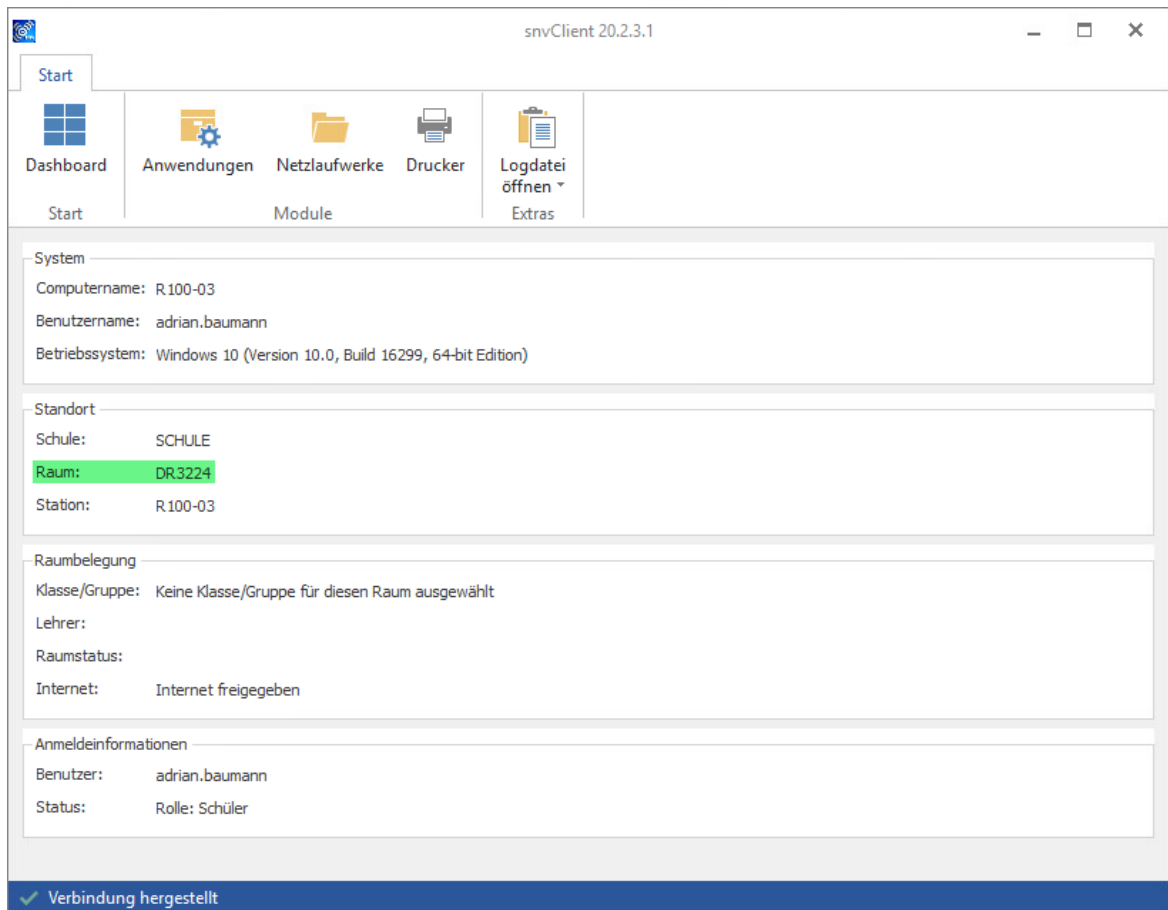 snvClient 20.2.3.1
Start
Dashboard
Anwendungen
Netzlaufwerke
Drucker
Logdatei
öffnen
Start
Module
Extras
System
Computername: R100-03
Benutzername: adrian.baumann
Betriebssystem: Windows 10 (Version 10.0, Build 16299, 64-bit Edition)
Standort
Schule: SCHULE
Raum: DR3224
Station: R100-03
Raumbelegung
Klasse/Gruppe: Keine Klasse/Gruppe für diesen Raum ausgewählt
Lehrer:
Raumstatus:
Internet: Internet freigegeben
Anmeldeinformationen
Benutzer: adrian.baumann
Status: Rolle: Schüler
Verbindung hergestellt